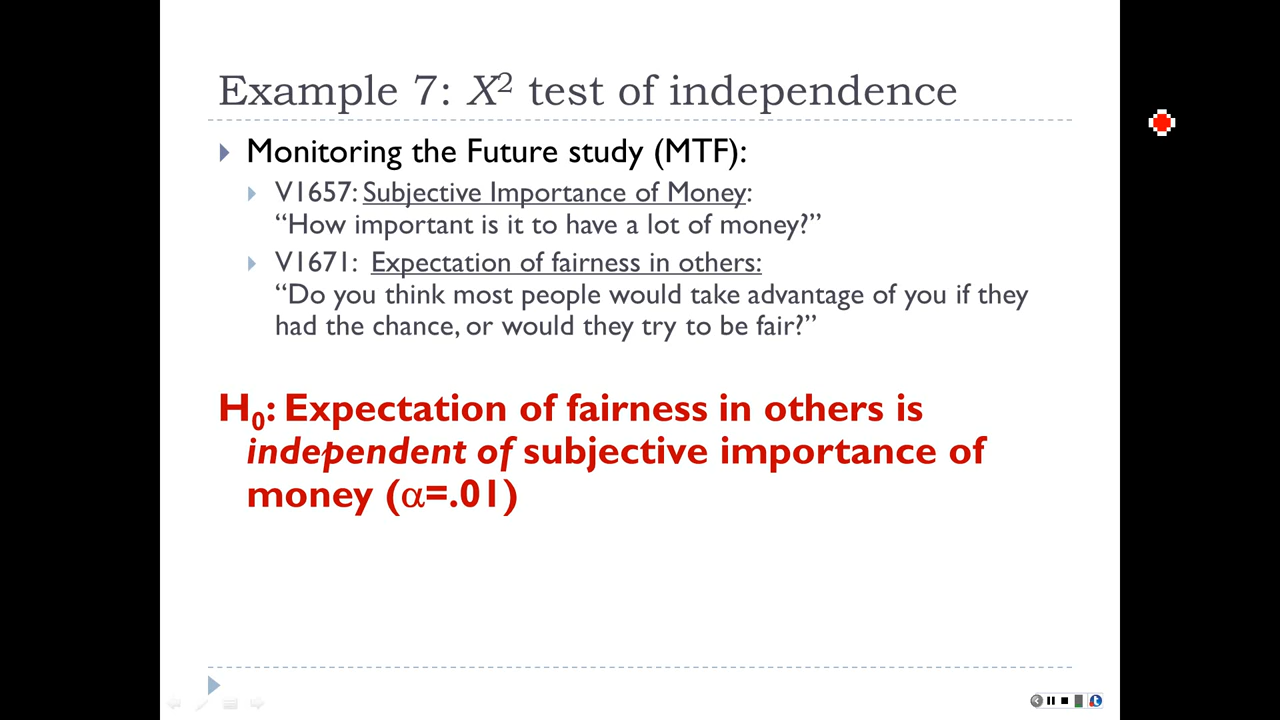 Example 7: X² test of independence
Monitoring the Future study (MTF):
V1657: Subjective Importance of Money:
“How important is it to have a lot of money?”
V1671: Expectation of fairness in others:
“Do you think most people would take advantage of you if they
had the chance, or would they try to be fair?”
H₀: Expectation of fairness in others is
independent of subjective importance of
money (α=.01)